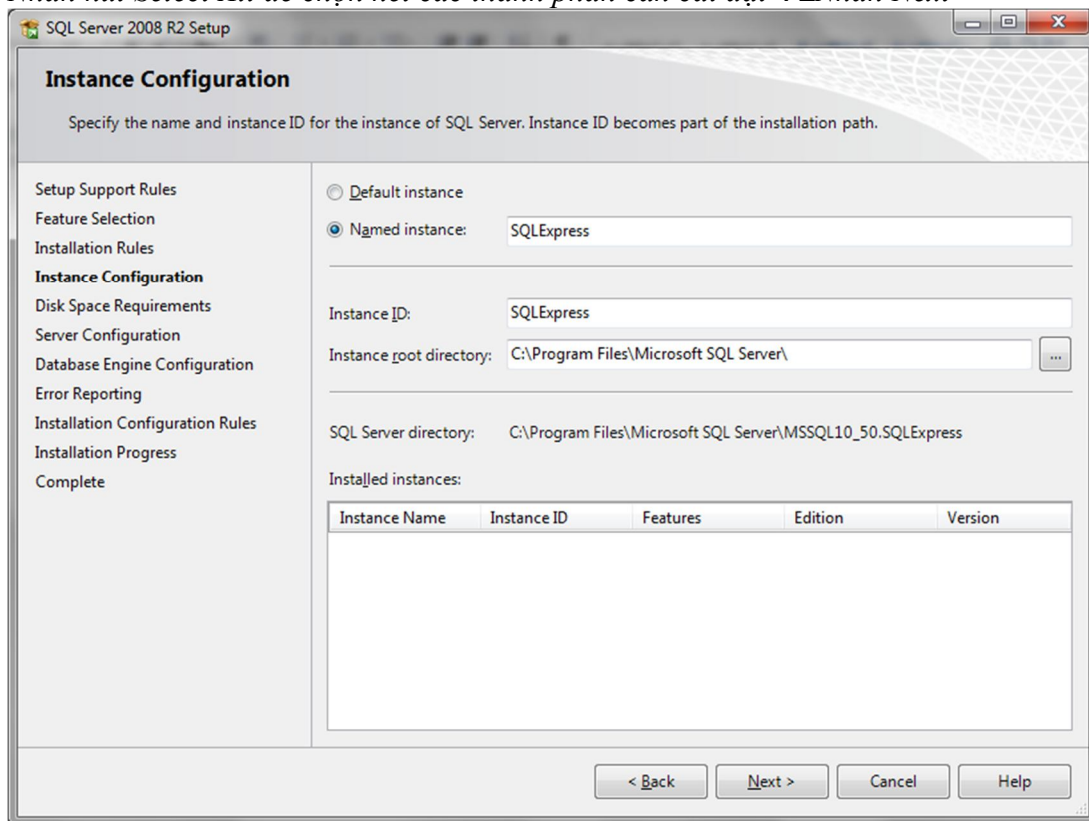 SQL Server 2008 R2 Setup
Instance Configuration
Specify the name and instance ID for the instance of SQL Server. Instance ID becomes part of the installation path.
Setup Support Rules
Feature Selection
Installation Rules
Instance Configuration
Disk Space Requirements
Server Configuration
Database Engine Configuration
Error Reporting
Installation Configuration Rules
Installation Progress
Complete
Default instance
Named instance: SQLExpress
Instance ID: SQLExpress
Instance root directory: C:\Program Files\Microsoft SQL Server\ ...
SQL Server directory: C:\Program Files\Microsoft SQL Server\MSSQL10_50.SQLExpress
Installed instances:
Instance Name Instance ID Features Edition Version
< Back Next > Cancel Help